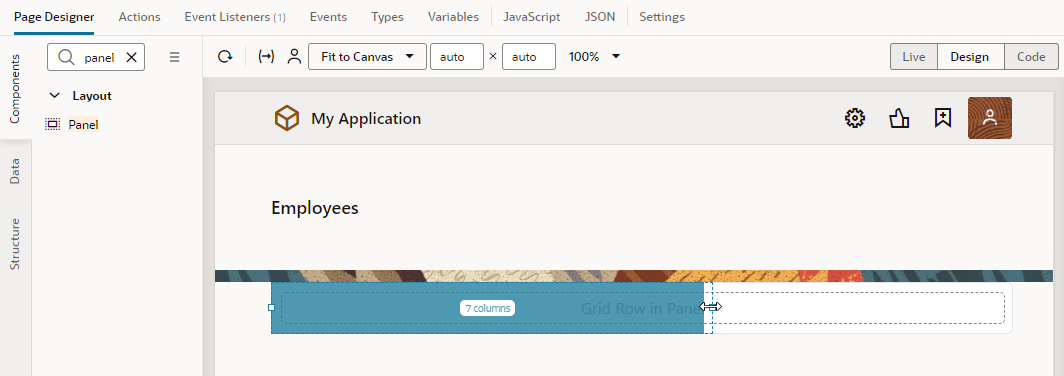 Page Designer Actions Event Listeners (1) Events Types Variables JavaScript JSON Settings
Components
Data
Structure
panel
Layout
Panel
Fit to Canvas auto × auto 100% Live Design Code
My Application
Employees
7 columns
Grid Row in Panel